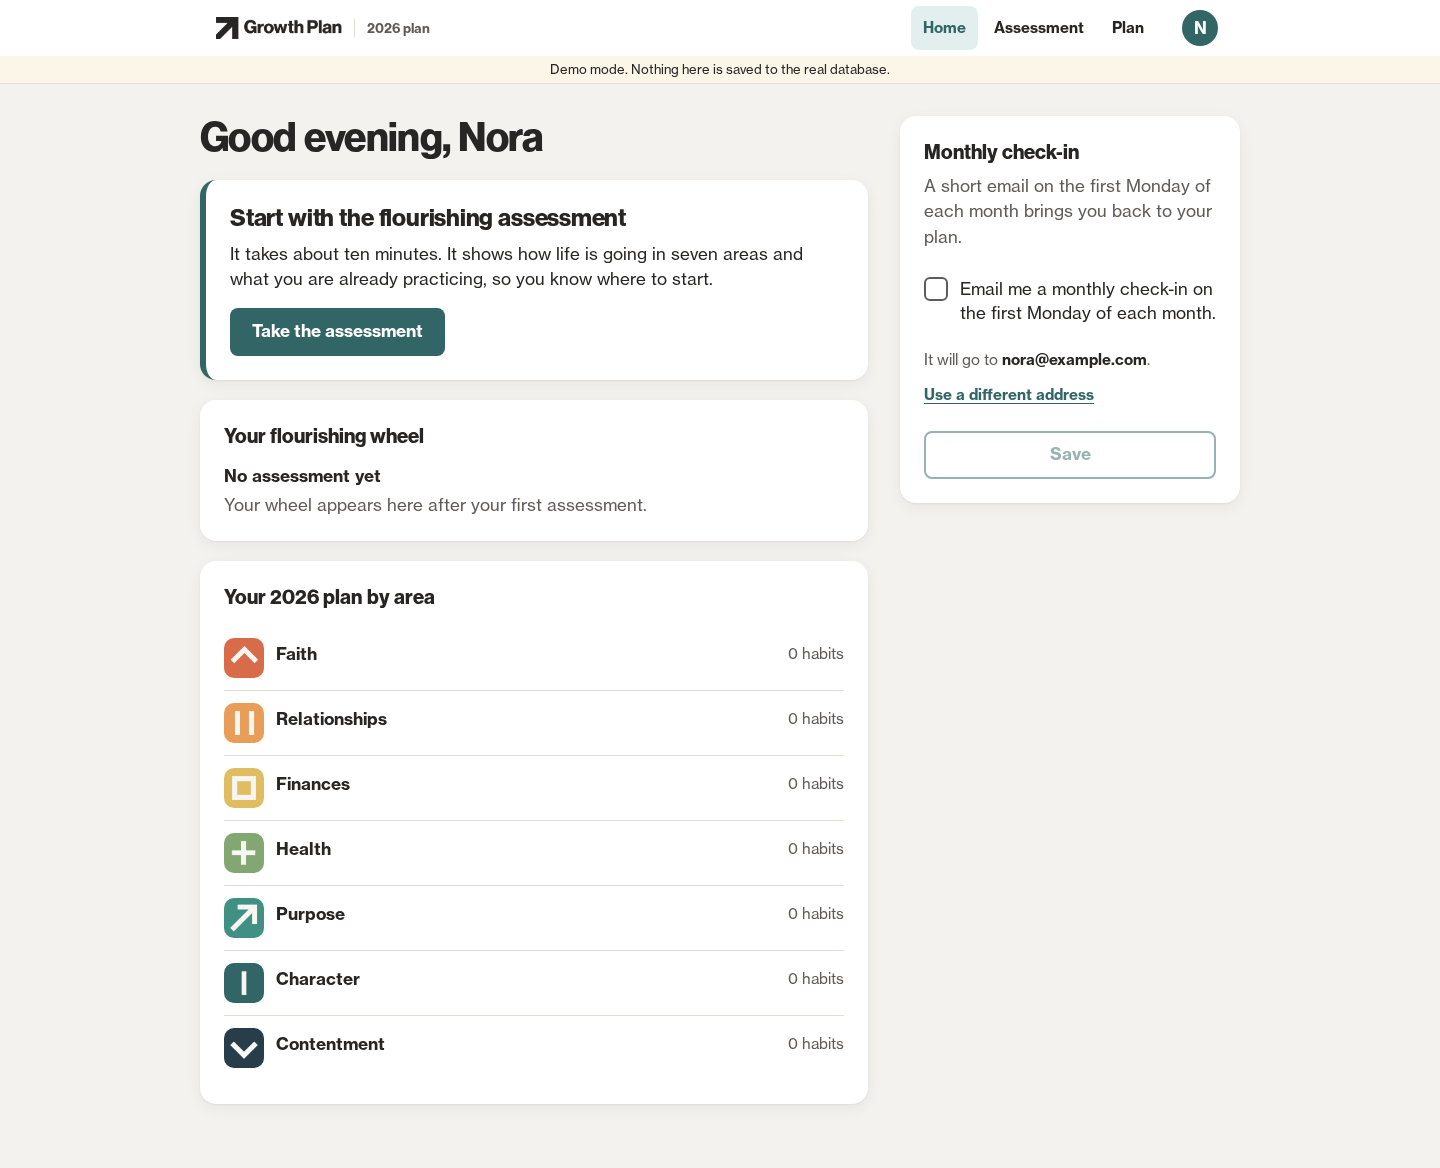 Growth Plan
2026 plan
Home
Assessment
Plan
N
Demo mode. Nothing here is saved to the real database.
Good evening, Nora
Start with the flourishing assessment
It takes about ten minutes. It shows how life is going in seven areas and
what you are already practicing, so you know where to start.
Take the assessment
Your flourishing wheel
No assessment yet
Your wheel appears here after your first assessment.
Your 2026 plan by area
Faith
0 habits
Relationships
0 habits
Finances
0 habits
Health
0 habits
Purpose
0 habits
Character
0 habits
Contentment
0 habits
Monthly check-in
A short email on the first Monday of
each month brings you back to your
plan.
Email me a monthly check-in on
the first Monday of each month.
It will go to nora@example.com.
Use a different address
Save